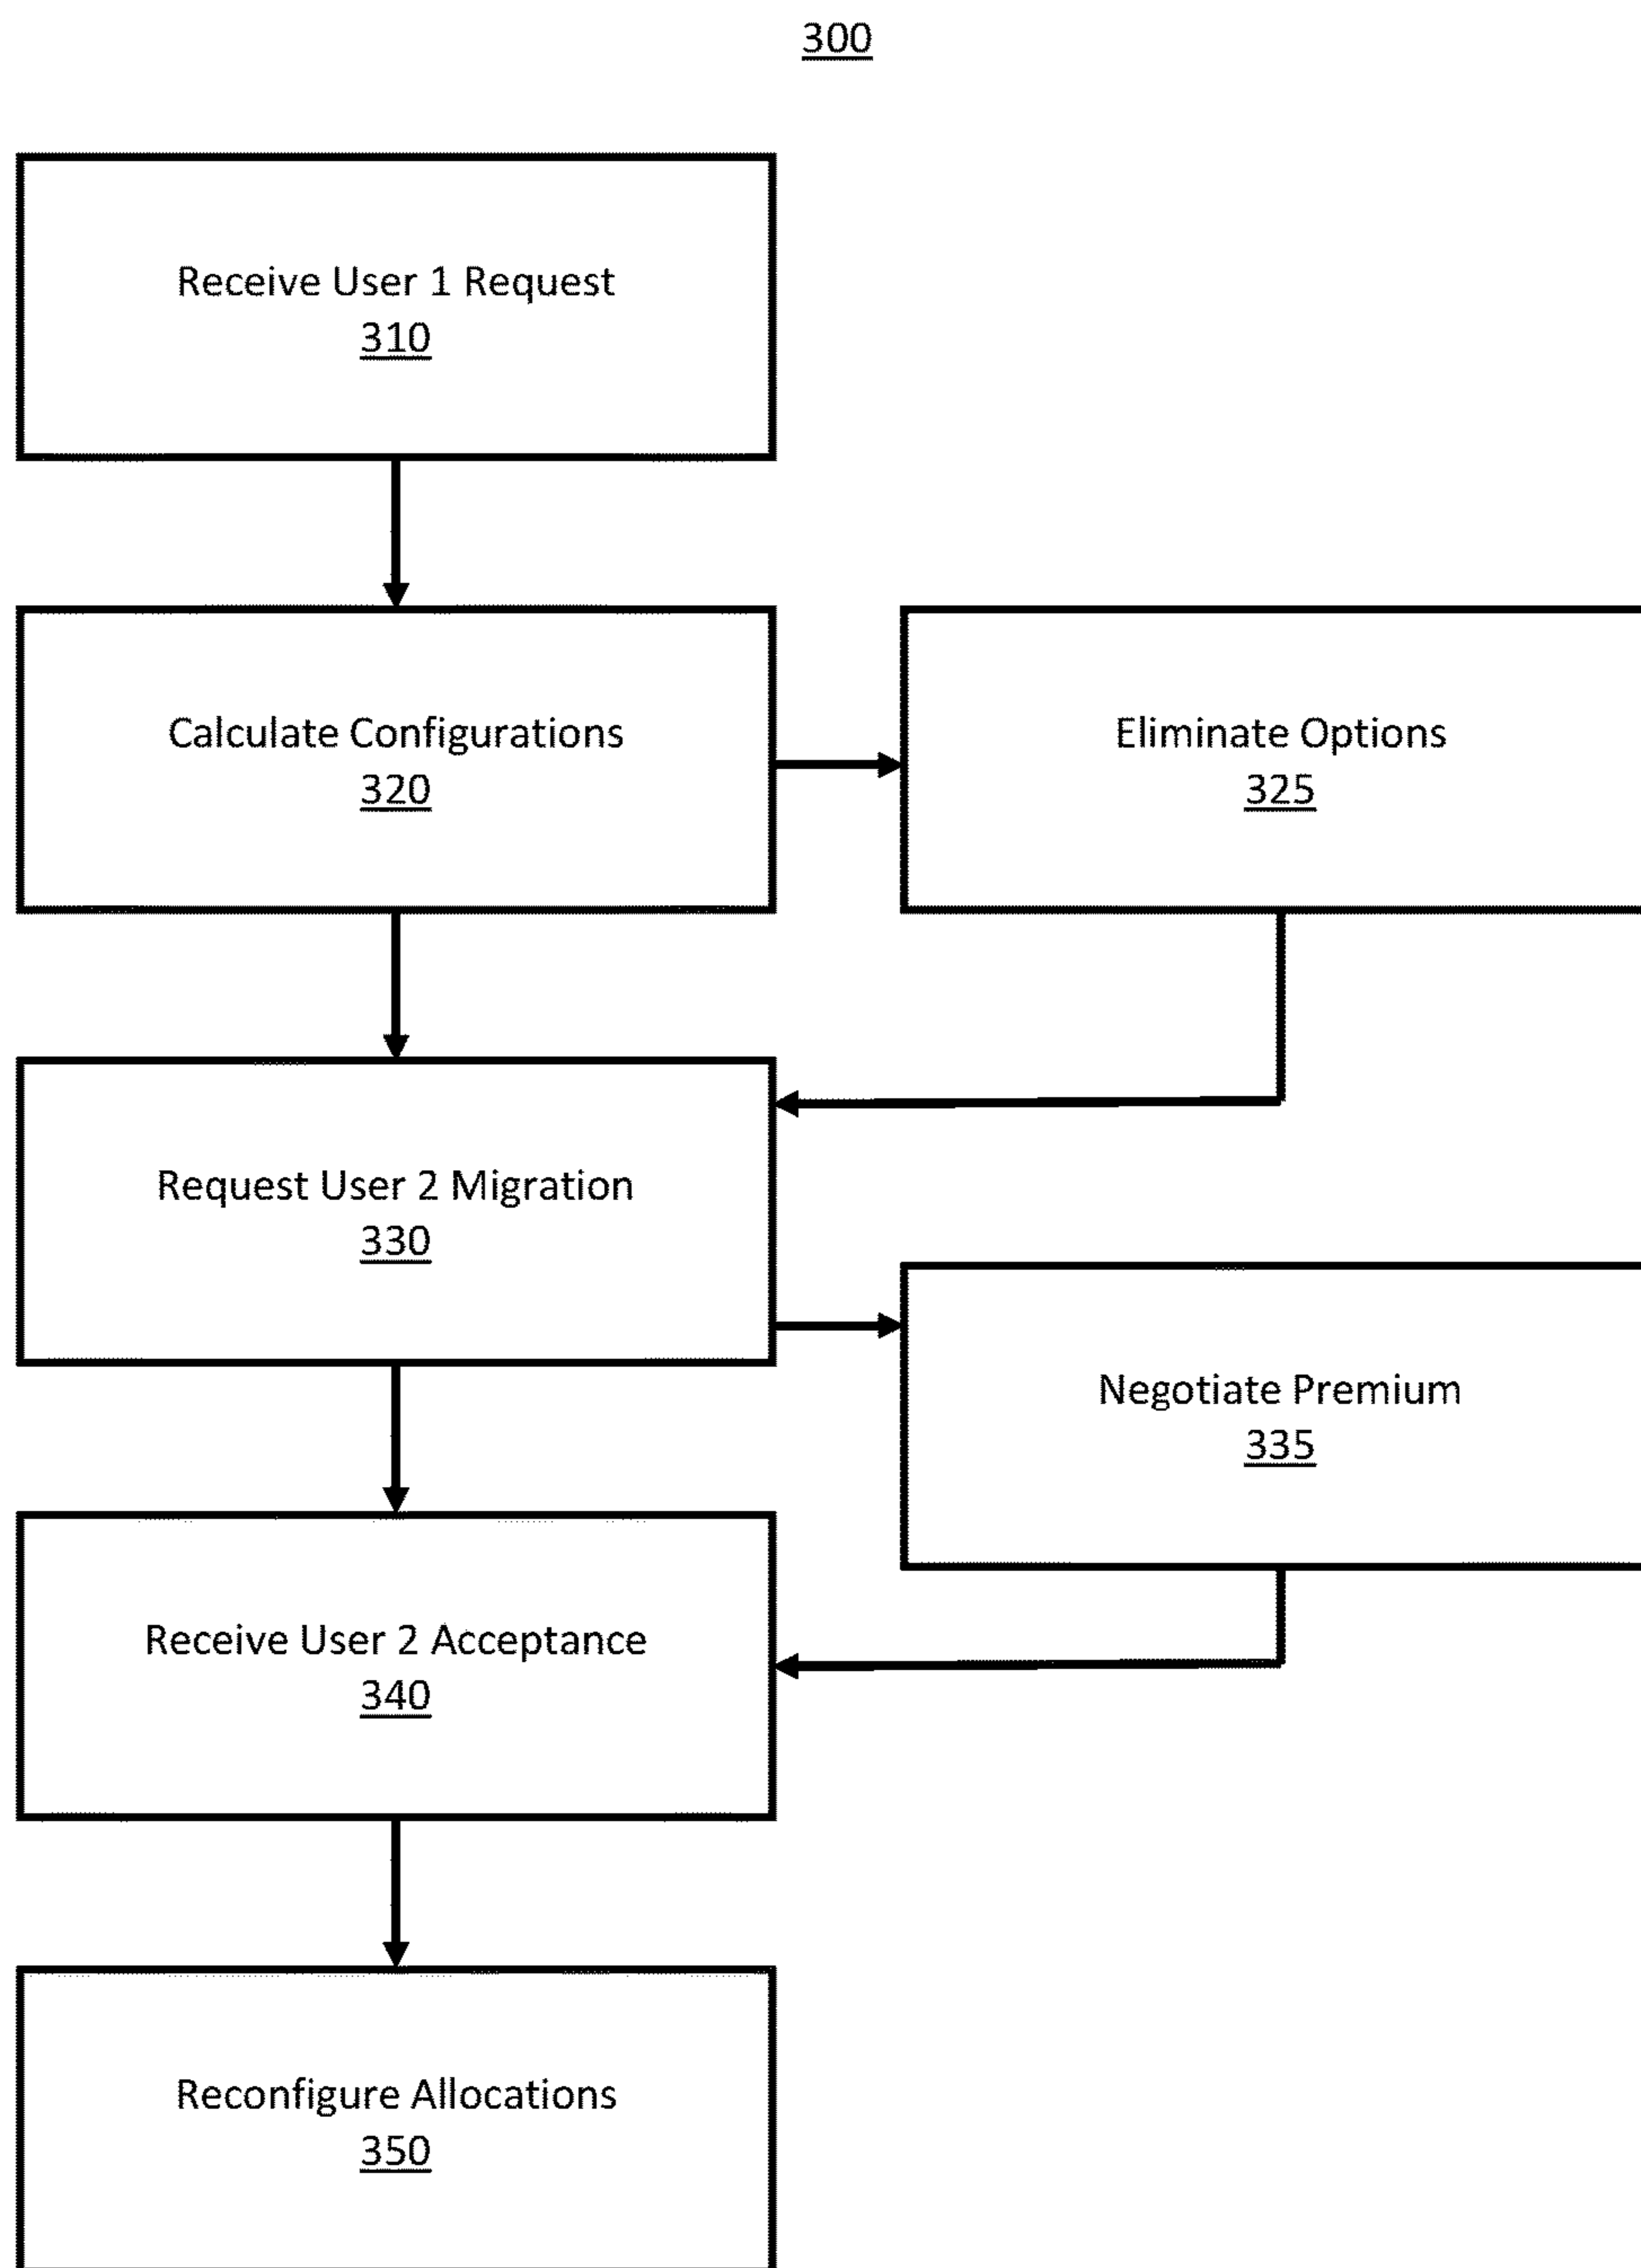 300
Receive User 1 Request
310
Calculate Configurations
320
Eliminate Options
325
Request User 2 Migration
330
Negotiate Premium
335
Receive User 2 Acceptance
340
Reconfigure Allocations
350